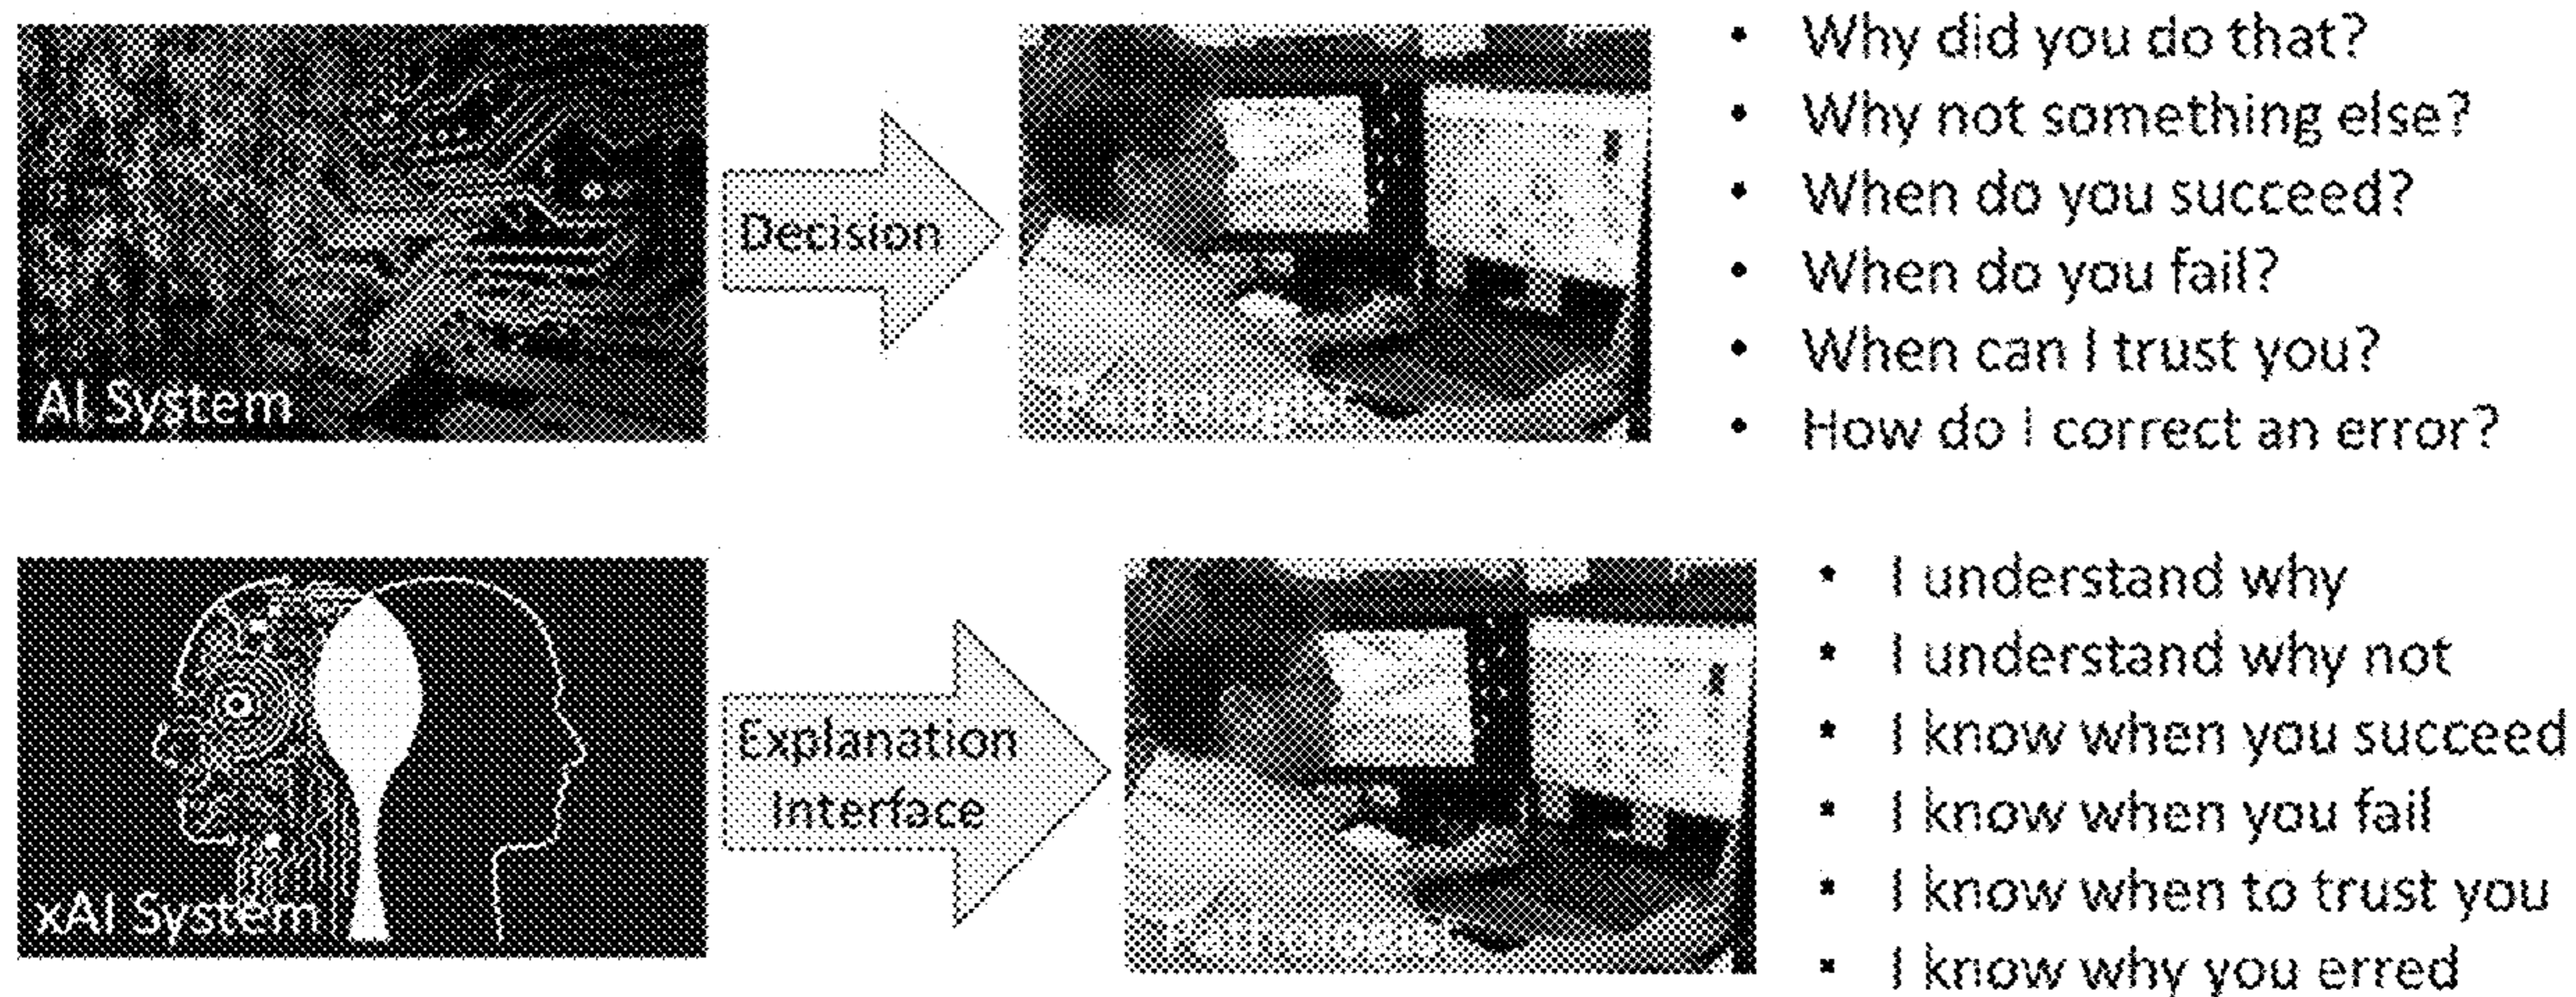 AI System
Decision
Pathologist
• Why did you do that?
• Why not something else?
• When do you succeed?
• When do you fail?
• When can I trust you?
• How do I correct an error?
xAI System
Explanation
Interface
Pathologist
• I understand why
• I understand why not
• I know when you succeed
• I know when you fail
• I know when to trust you
• I know why you erred